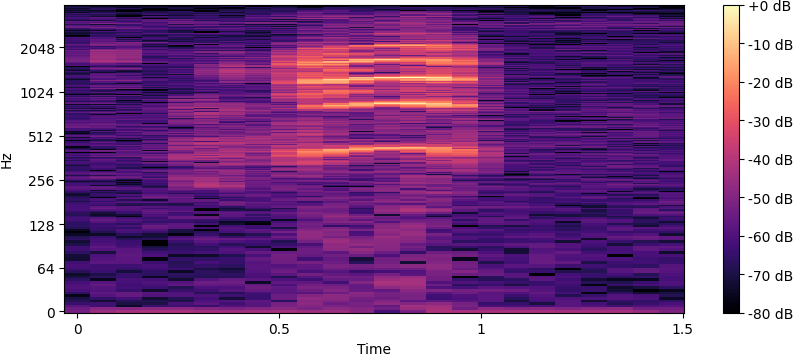 +0 dB
2048
-10 dB
1024
-20 dB
512
-30 dB
Hz
-40 dB
256
-50 dB
128
-60 dB
64
-70 dB
0
-80 dB
0 0.5 1 1.5
Time